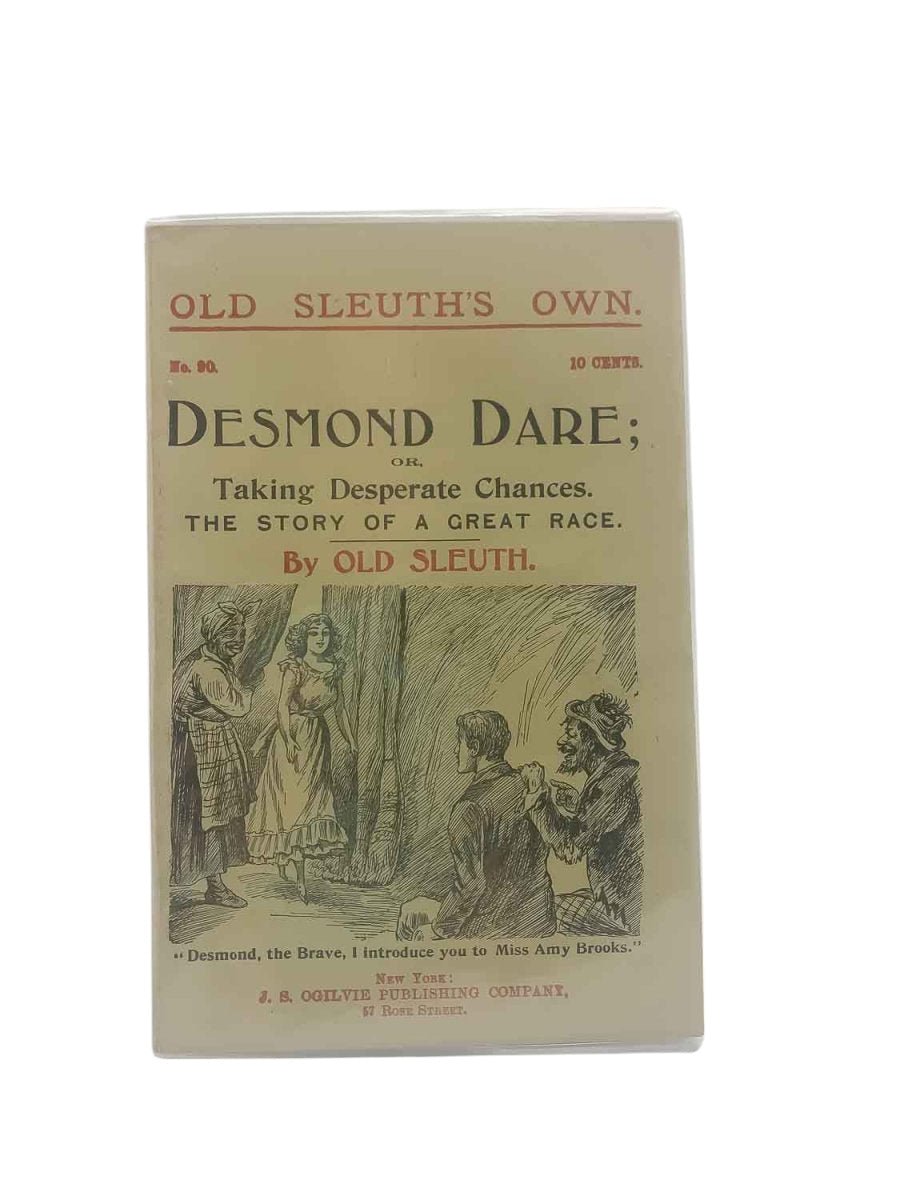 OLD SLEUTH'S OWN.
No. 90. 10 CENTS.
DESMOND DARE;
OR,
Taking Desperate Chances.
THE STORY OF A GREAT RACE.
By OLD SLEUTH.
"Desmond, the Brave, I introduce you to Miss Amy Brooks."
NEW YORK:
J. S. OGILVIE PUBLISHING COMPANY,
57 ROSE STREET.